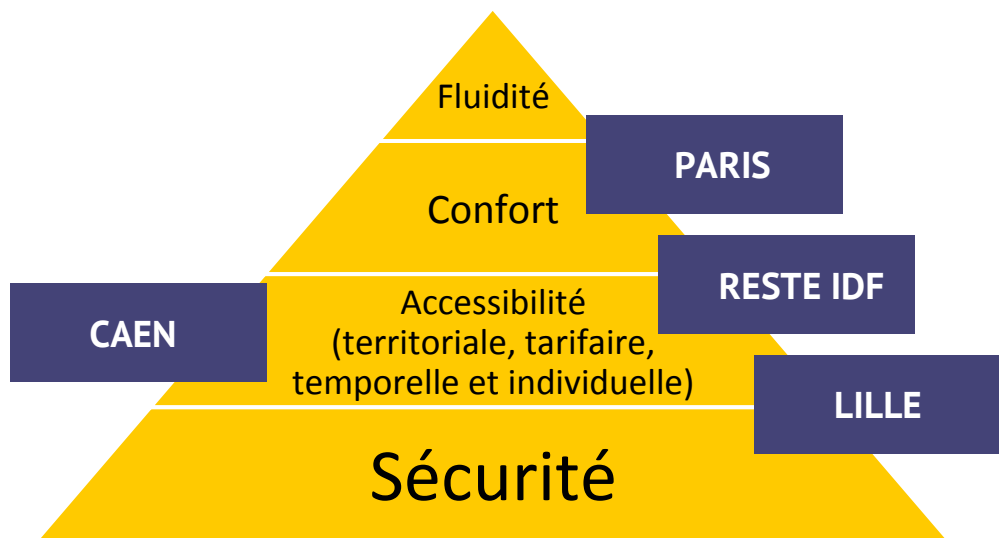 Fluidité
PARIS
Confort
RESTE IDF
CAEN
Accessibilité
(territoriale, tarifaire,
temporelle et individuelle)
LILLE
Sécurité